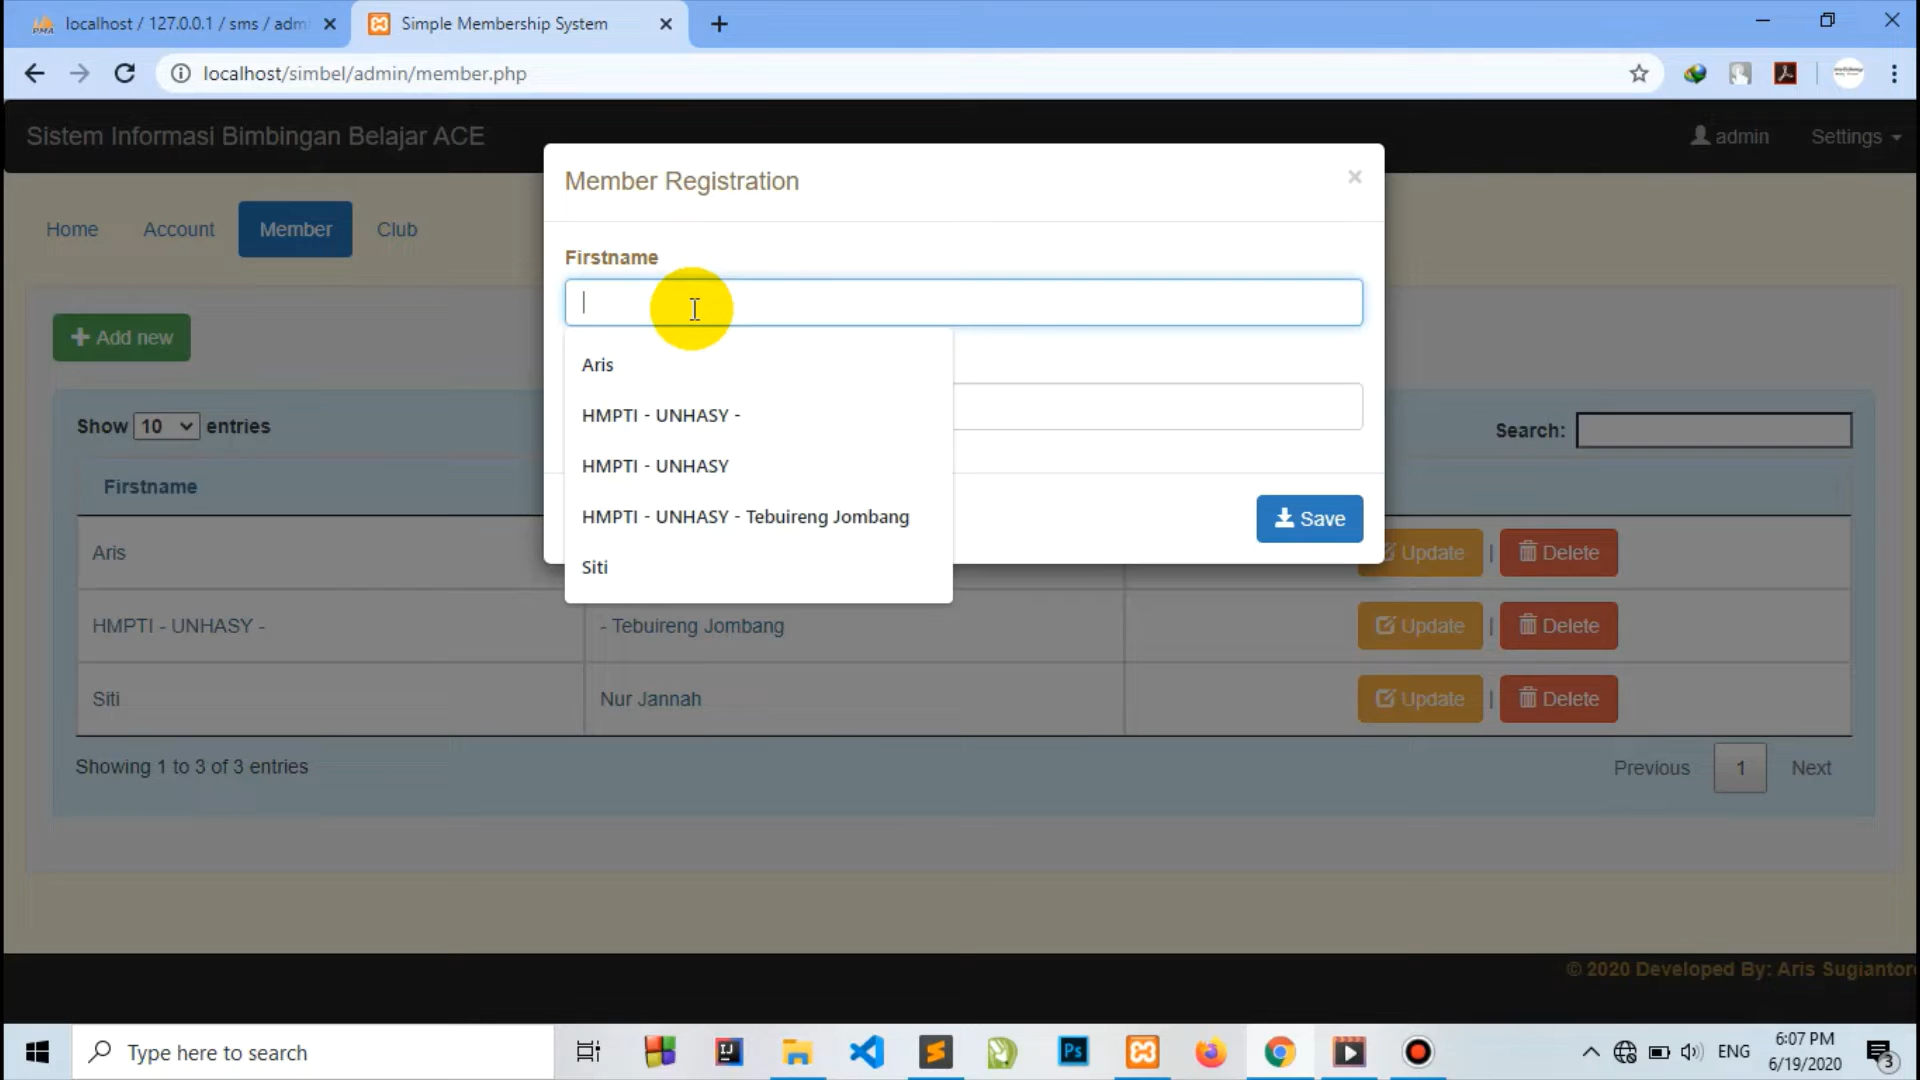 localhost / 127.0.0.1 / sms / adm
Simple Membership System
localhost/simbel/admin/member.php
Sistem Informasi Bimbingan Belajar ACE
admin
Settings
Member Registration
×
Home
Account
Member
Club
Firstname
Add new
Aris
HMPTI - UNHASY -
HMPTI - UNHASY
HMPTI - UNHASY - Tebuireng Jombang
Siti
Save
Show 10 entries
Search:
Firstname
Aris
Update | Delete
HMPTI - UNHASY -
- Tebuireng Jombang
Update | Delete
Siti
Nur Jannah
Update | Delete
Showing 1 to 3 of 3 entries
Previous
1
Next
© 2020 Developed By: Aris Sugiantor
Type here to search
Ps
ENG
6:07 PM
6/19/2020
3